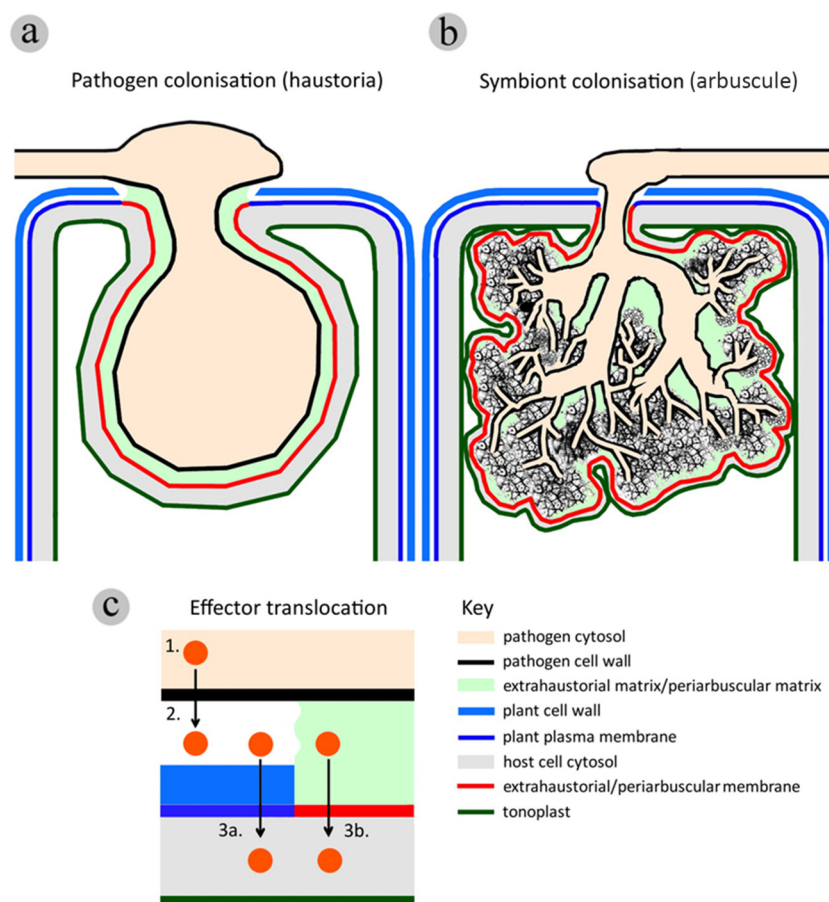 a
b
Pathogen colonisation (haustoria)
Symbiont colonisation (arbuscule)
c
Effector translocation
1.
2.
3a.
3b.
Key
pathogen cytosol
pathogen cell wall
extrahaustorial matrix/periarbuscular matrix
plant cell wall
plant plasma membrane
host cell cytosol
extrahaustorial/periarbuscular membrane
tonoplast